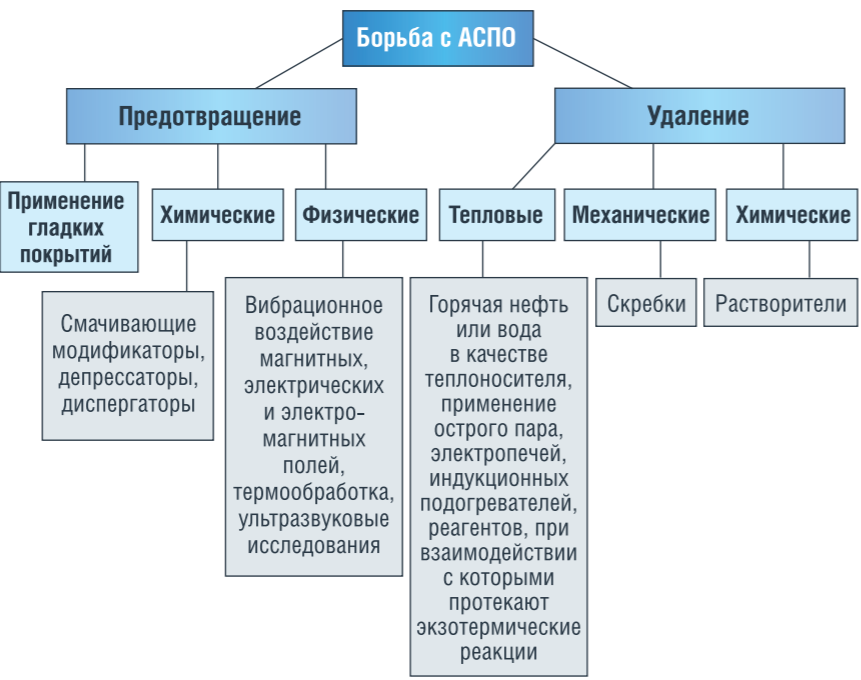 Борьба с АСПО
Предотвращение
Удаление
Применение
гладких
покрытий
Химические
Физические
Тепловые
Механические
Химические
Смачивающие
модификаторы,
депрессаторы,
диспергаторы
Вибрационное
воздействие
магнитных,
электрических
и электро-
магнитных
полей,
термообработка,
ультразвуковые
исследования
Горячая нефть
или вода
в качестве
теплоносителя,
применение
острого пара,
электропечей,
индукционных
подогревателей,
реагентов, при
взаимодействии
с которыми
протекают
экзотермические
реакции
Скребки
Растворители